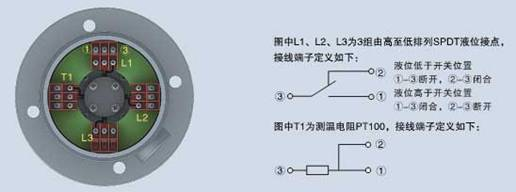 ① ③
L1
T1
L2
L3
图中L1、L2、L3为3组由高至低排列SPDT液位接点,
接线端子定义如下:
液位低于开关位置
①–③断开，②–③闭合
液位高于开关位置
①–③闭合，②–③断开
③ ② ①
图中T1为测温电阻PT100，接线端子定义如下:
②
③ ①